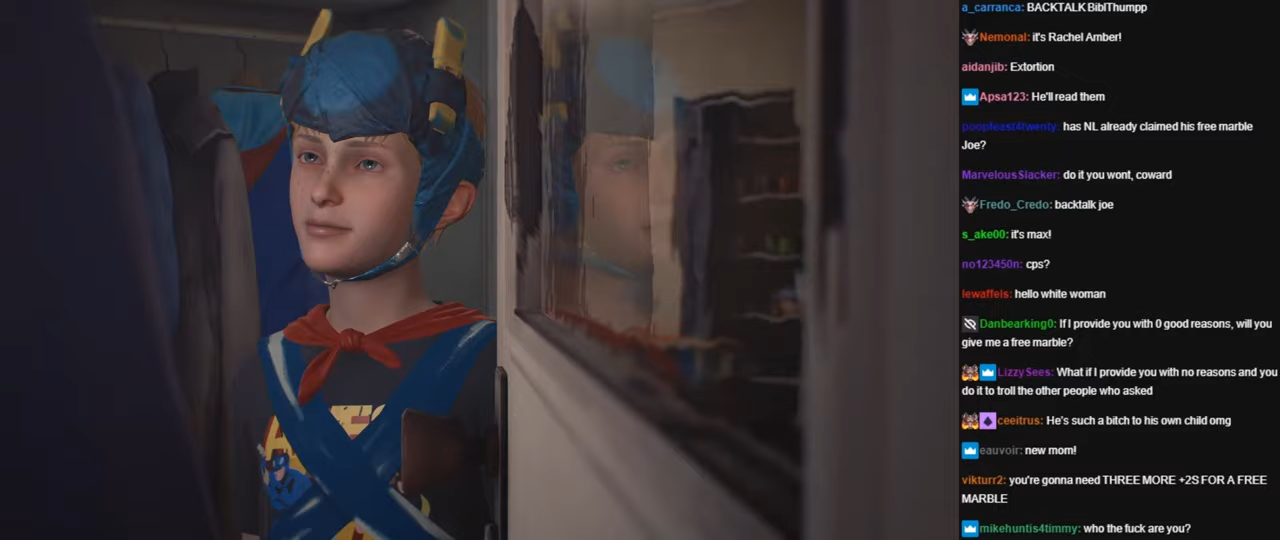 a_carranca: BACKTALK BiblThumpp
Nemonal: it's Rachel Amber!
aidanjib: Extortion
Apsa123: He'll read them
poopfeast4twenty: has NL already claimed his free marble
Joe?
MarvelousSlacker: do it you wont, coward
Fredo_Credo: backtalk joe
s_ake00: it's max!
no123450n: cps?
lewaffels: hello white woman
Danbearking0: If I provide you with 0 good reasons, will you
give me a free marble?
LizzySees: What if I provide you with no reasons and you
do it to troll the other people who asked
ceeitrus: He's such a bitch to his own child omg
eauvoir: new mom!
vikturr2: you're gonna need THREE MORE +2S FOR A FREE
MARBLE
mikehuntis4timmy: who the fuck are you?